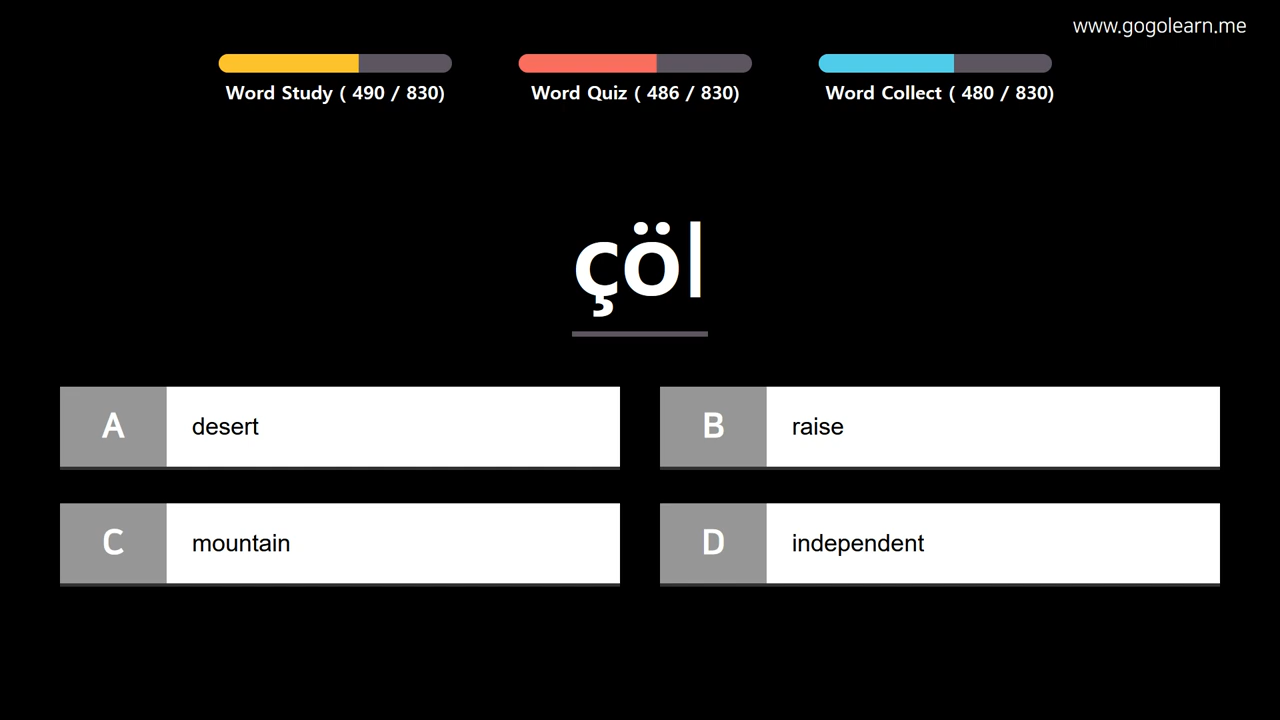 www.gogolearn.me
Word Study ( 490 / 830)
Word Quiz ( 486 / 830)
Word Collect ( 480 / 830)
çöl
A desert
B raise
C mountain
D independent